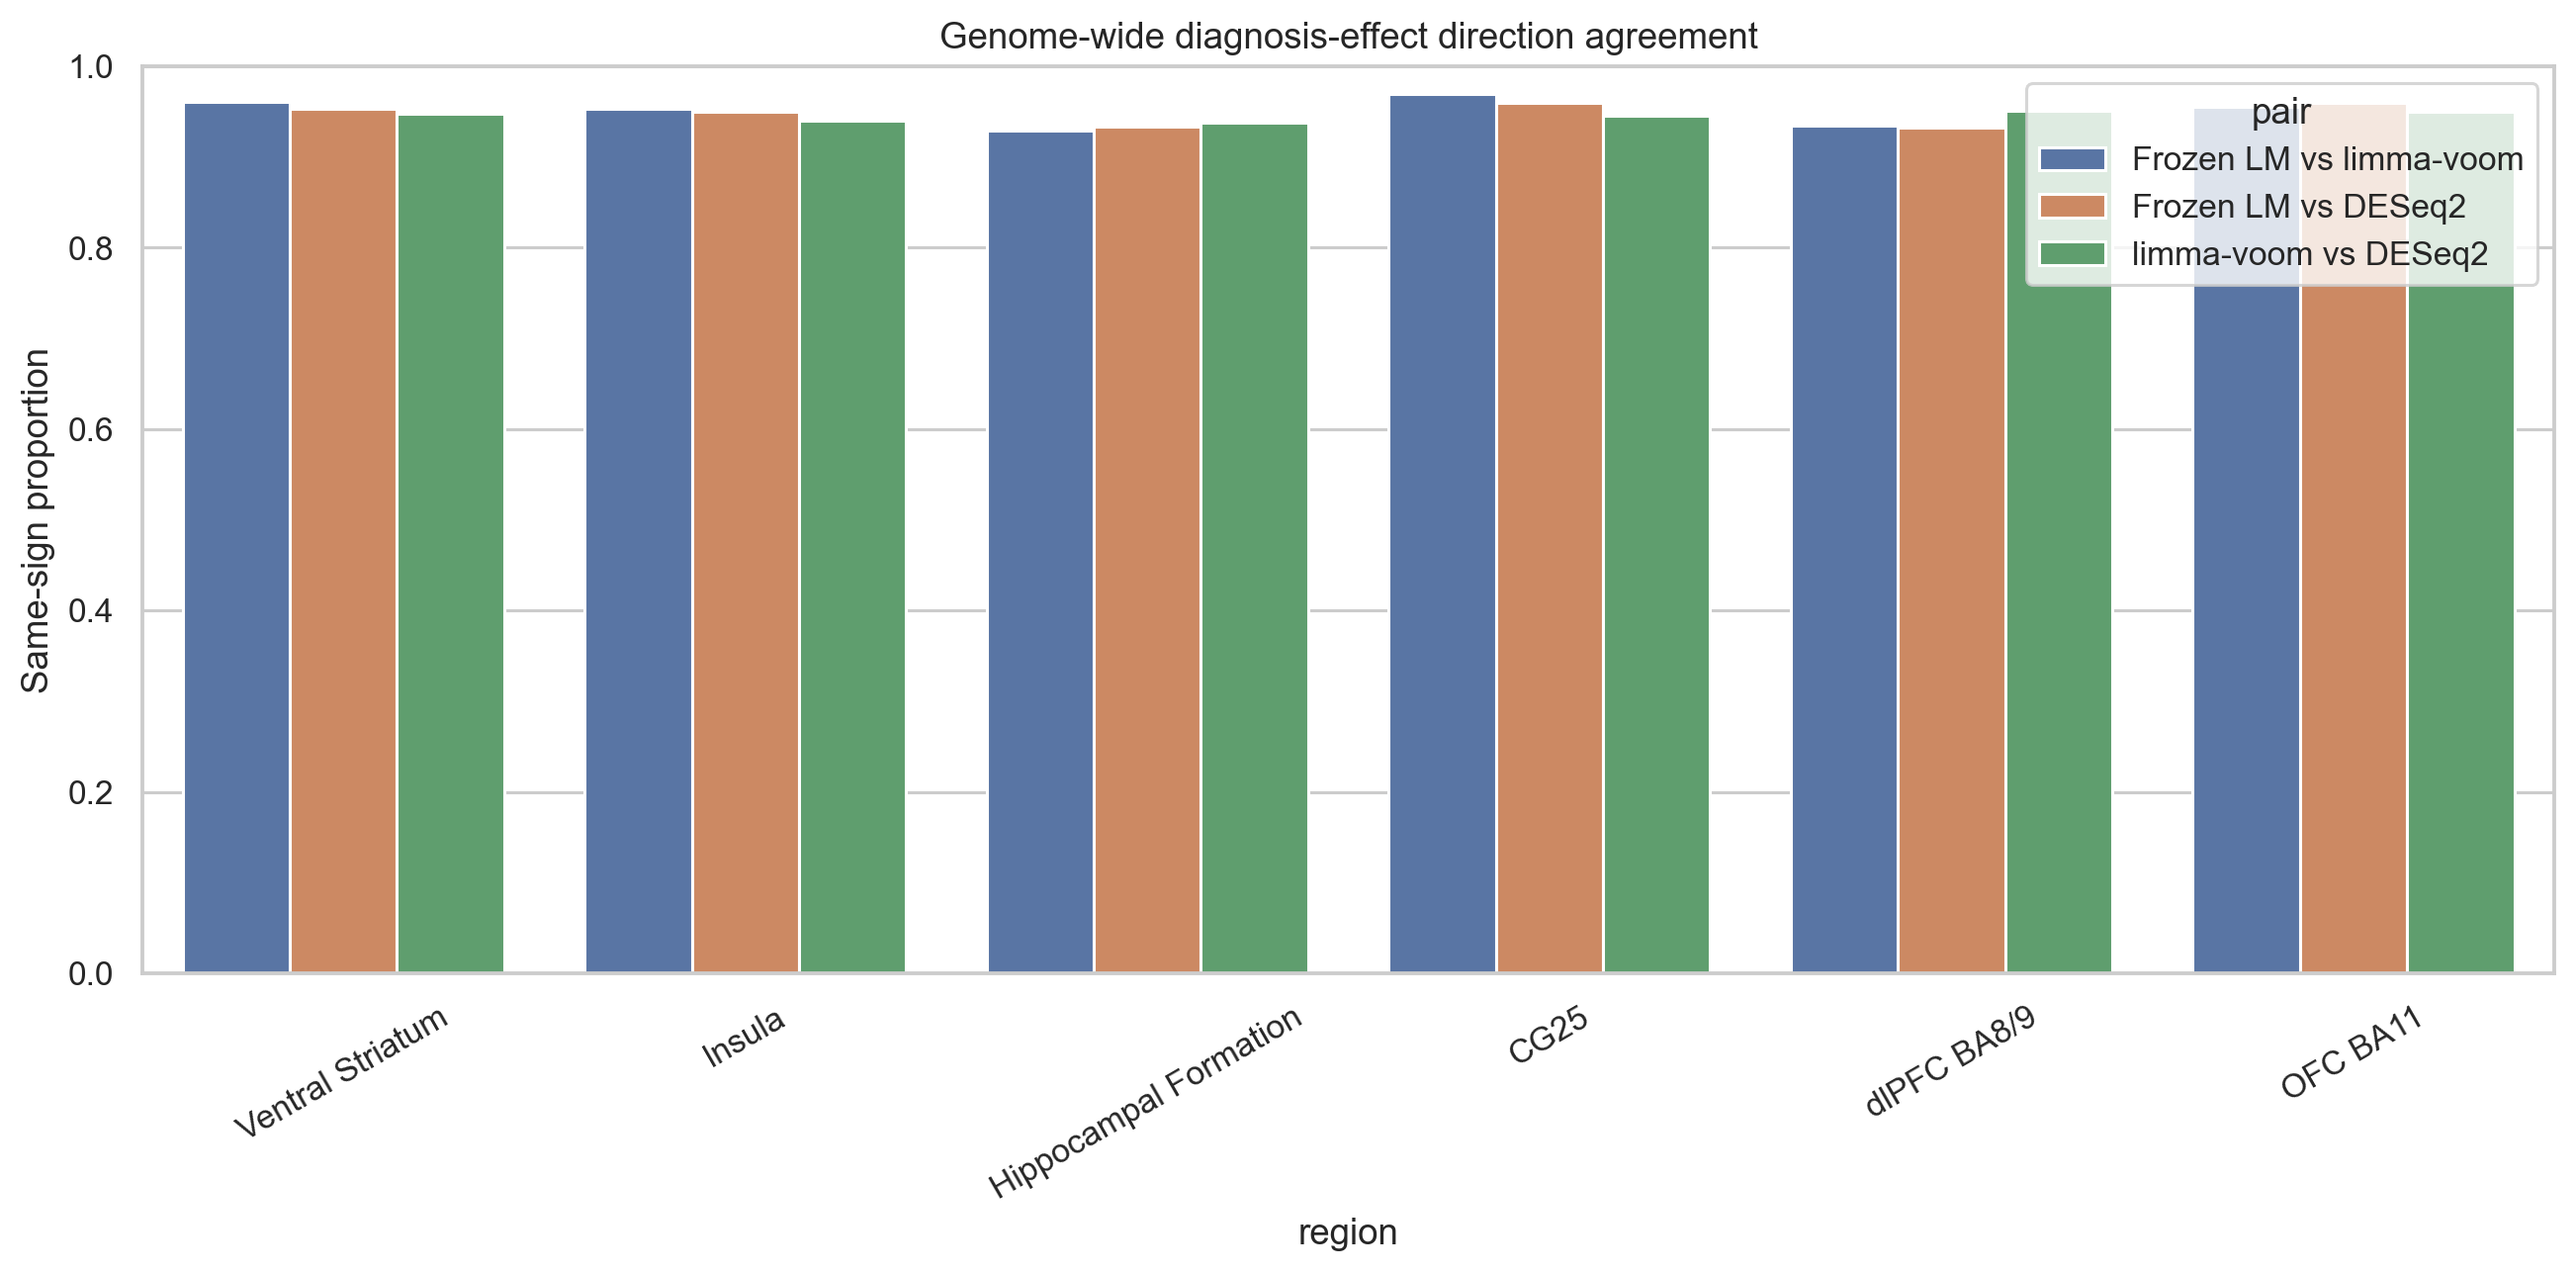 Genome-wide diagnosis-effect direction agreement
1.0
0.8
0.6
0.4
0.2
0.0
Same-sign proportion
pair
Frozen LM vs limma-voom
Frozen LM vs DESeq2
limma-voom vs DESeq2
Ventral Striatum
Insula
Hippocampal Formation
CG25
dlPFC BA8/9
OFC BA11
region